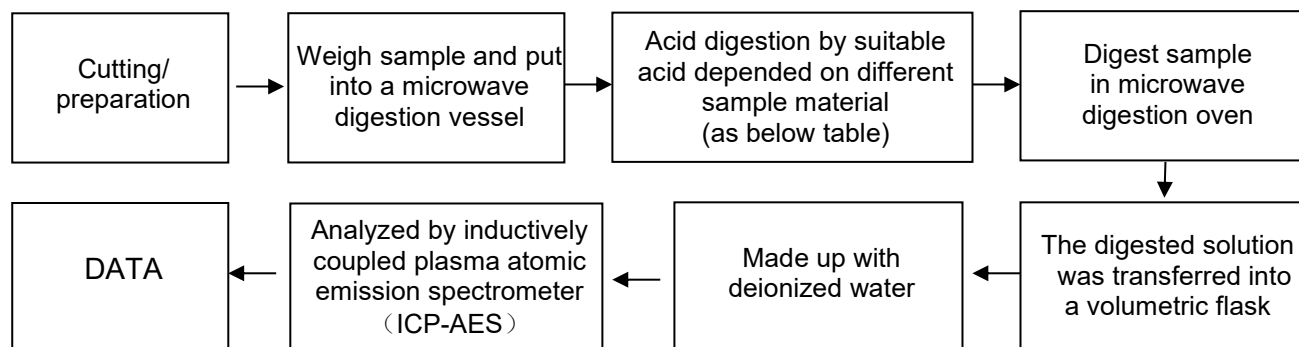 Cutting/
preparation
Weigh sample and put
into a microwave
digestion vessel
Acid digestion by suitable
acid depended on different
sample material
(as below table)
Digest sample
in microwave
digestion oven
The digested solution
was transferred into
a volumetric flask
Made up with
deionized water
Analyzed by inductively
coupled plasma atomic
emission spectrometer
（ICP-AES）
DATA